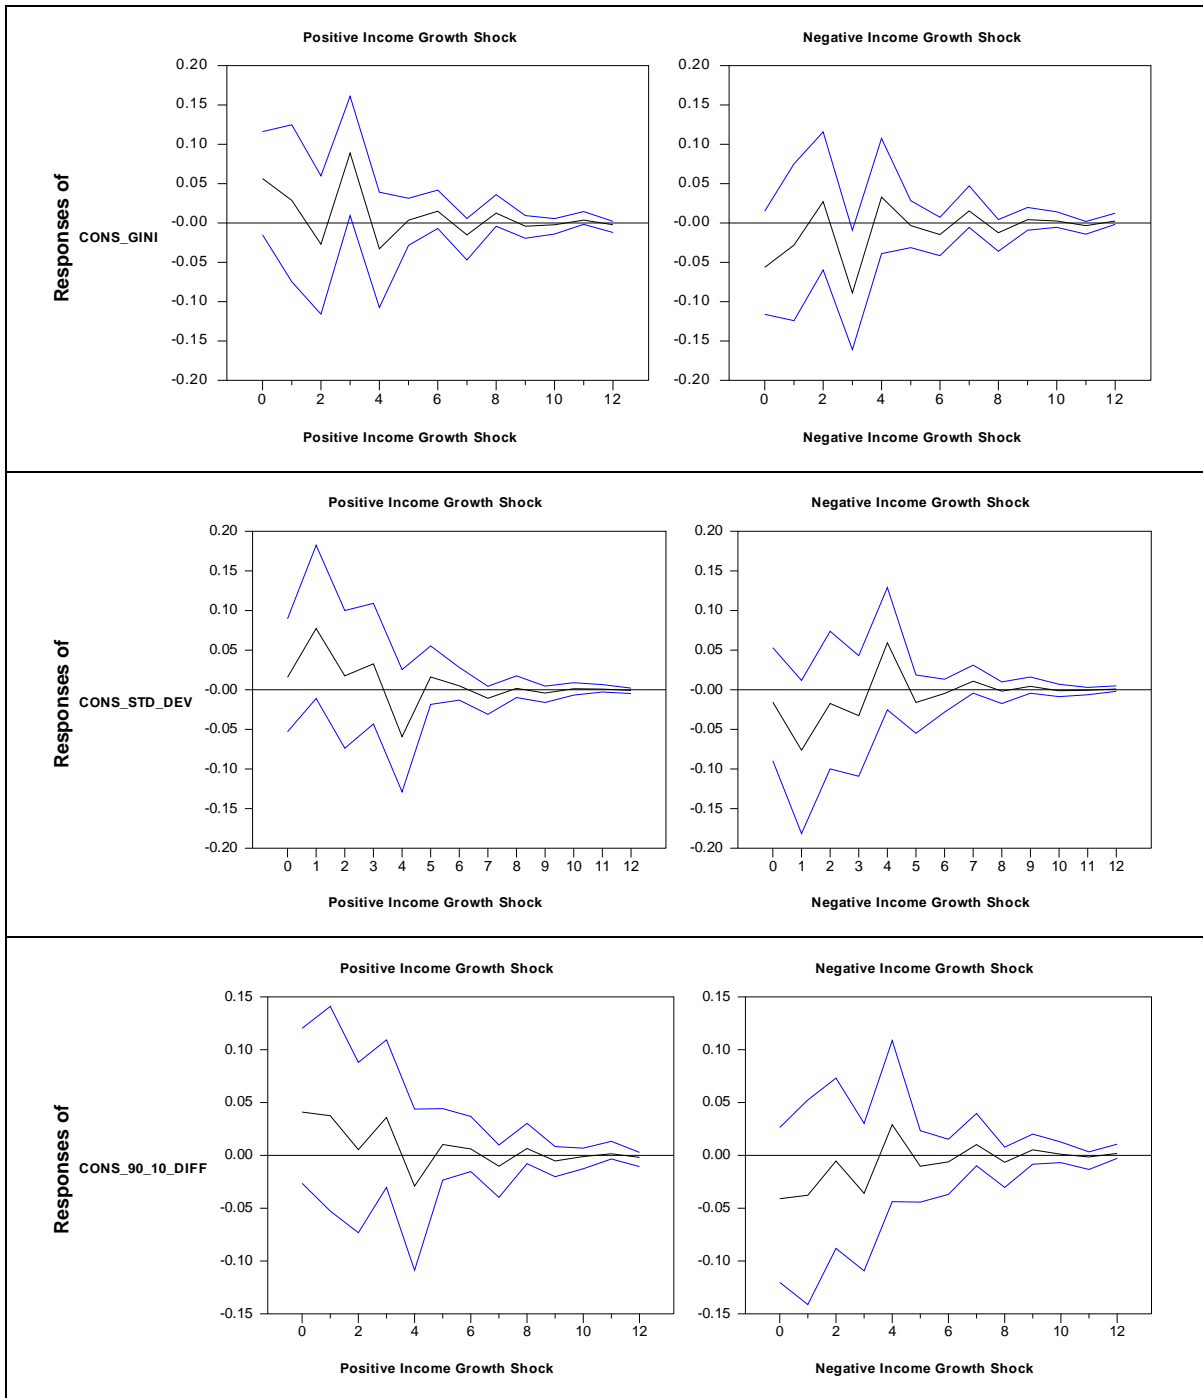 Positive Income Growth Shock Negative Income Growth Shock
0.20 0.20
0.15 0.15
0.10 0.10
0.05 0.05
-0.00 -0.00
-0.05 -0.05
-0.10 -0.10
-0.15 -0.15
-0.20 -0.20
Responses of
CONS_GINI
0 2 4 6 8 10 12 0 2 4 6 8 10 12
Positive Income Growth Shock Negative Income Growth Shock
Positive Income Growth Shock Negative Income Growth Shock
0.20 0.20
0.15 0.15
0.10 0.10
0.05 0.05
-0.00 -0.00
-0.05 -0.05
-0.10 -0.10
-0.15 -0.15
-0.20 -0.20
Responses of
CONS_STD_DEV
0 1 2 3 4 5 6 7 8 9 10 11 12 0 1 2 3 4 5 6 7 8 9 10 11 12
Positive Income Growth Shock Negative Income Growth Shock
Positive Income Growth Shock Negative Income Growth Shock
0.15 0.15
0.10 0.10
0.05 0.05
0.00 0.00
-0.05 -0.05
-0.10 -0.10
-0.15 -0.15
Responses of
CONS_90_10_DIFF
0 2 4 6 8 10 12 0 2 4 6 8 10 12
Positive Income Growth Shock Negative Income Growth Shock